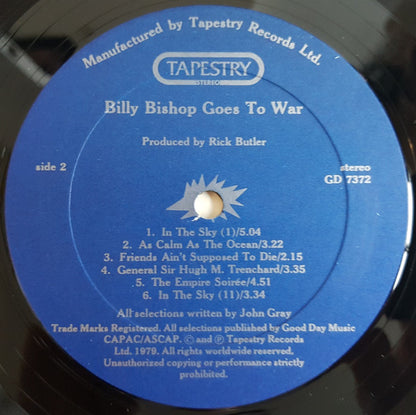 Manufactured by Tapestry Records Ltd.
TAPESTRY
STEREO
Billy Bishop Goes To War
Produced by Rick Butler
side 2
stereo
GD 7372
1. In The Sky (1)/5.04
2. As Calm As The Ocean/3.22
3. Friends Ain't Supposed To Die/2.15
4. General Sir Hugh M. Trenchard/3.35
5. The Empire Soirée/4.51
6. In The Sky (11)/3.34
All selections written by John Gray
Trade Marks Registered. All selections published by Good Day Music
CAPAC/ASCAP. © and ℗ Tapestry Records
Ltd. 1979. All rights worldwide reserved.
Unauthorized copying or performance strictly
prohibited.